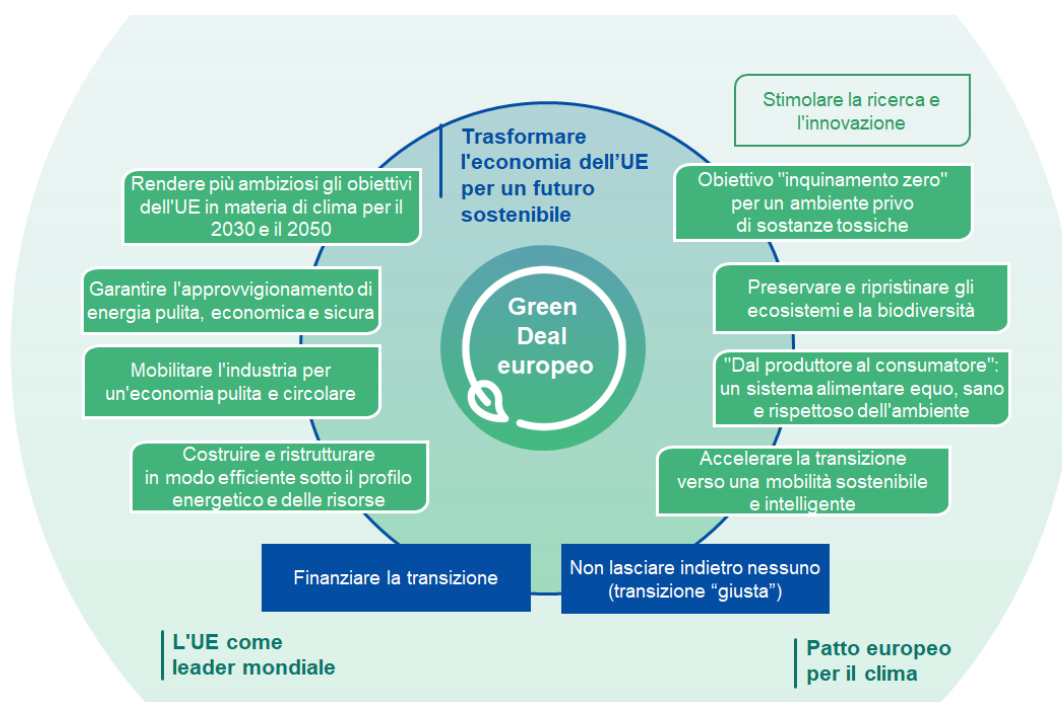 Stimolare la ricerca e
l'innovazione
Trasformare
l'economia dell’UE
per un futuro
sostenibile
Rendere più ambiziosi gli obiettivi
dell'UE in materia di clima per il
2030 e il 2050
Obiettivo "inquinamento zero"
per un ambiente privo
di sostanze tossiche
Garantire l'approvvigionamento di
energia pulita, economica e sicura
Preservare e ripristinare gli
ecosistemi e la biodiversità
Green
Deal
europeo
Mobilitare l'industria per
un'economia pulita e circolare
"Dal produttore al consumatore":
un sistema alimentare equo, sano
e rispettoso dell'ambiente
Costruire e ristrutturare
in modo efficiente sotto il profilo
energetico e delle risorse
Accelerare la transizione
verso una mobilità sostenibile
e intelligente
Finanziare la transizione
Non lasciare indietro nessuno
(transizione “giusta”)
L'UE come
leader mondiale
Patto europeo
per il clima